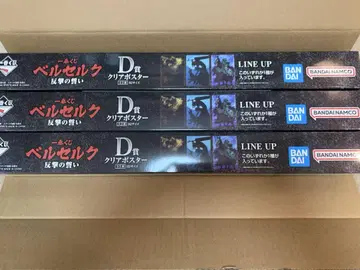 一番くじ
ベルセルク
反撃の誓い
D賞
クリアポスター
LINE UP
このいずれか1種が
入っています。
BAN
DAI
BANDAI NAMCO
一番くじ
ベルセルク
反撃の誓い
D賞
クリアポスター
LINE UP
このいずれか1種が
入っています。
BAN
DAI
BANDAI NAMCO
一番くじ
ベルセルク
反撃の誓い
D賞
クリアポスター
LINE UP
このいずれか1種が
入っています。
BAN
DAI
BANDAI NAMCO